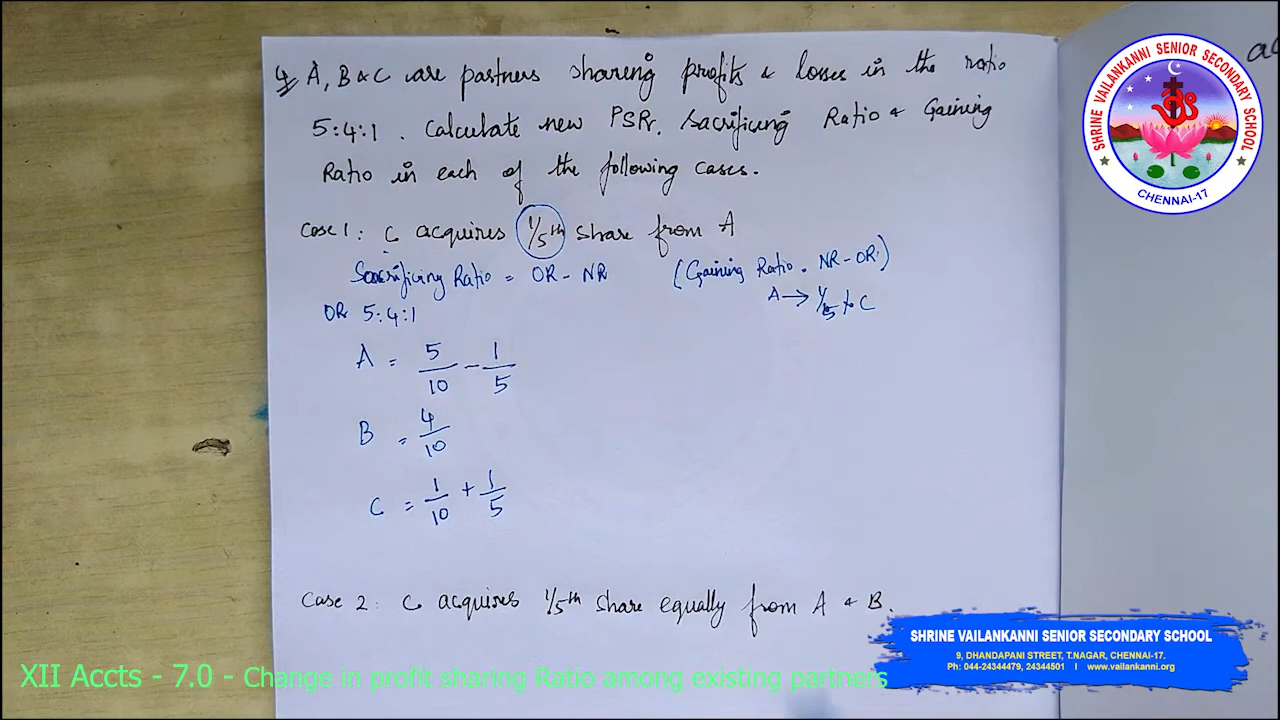 4 A, B & C are partners sharing profits & losses in the ratio
5:4:1. Calculate new PSR, Sacrificing Ratio & Gaining
Ratio in each of the following cases.
Case 1: C acquires 1/5th share from A
Sacrificing Ratio = OR - NR (Gaining Ratio = NR - OR)
A → 1/5 to C
OR 5:4:1
A = 5/10 - 1/5
B = 4/10
C = 1/10 + 1/5
Case 2: C acquires 1/5th share equally from A & B.
SHRINE VAILANKANNI SENIOR SECONDARY SCHOOL
CHENNAI-17
SHRINE VAILANKANNI SENIOR SECONDARY SCHOOL
9, DHANDAPANI STREET, T.NAGAR, CHENNAI-17.
Ph: 044-24344479, 24344501 I www.vailankanni.org
XII Accts - 7.0 - Change in profit sharing Ratio among existing partners